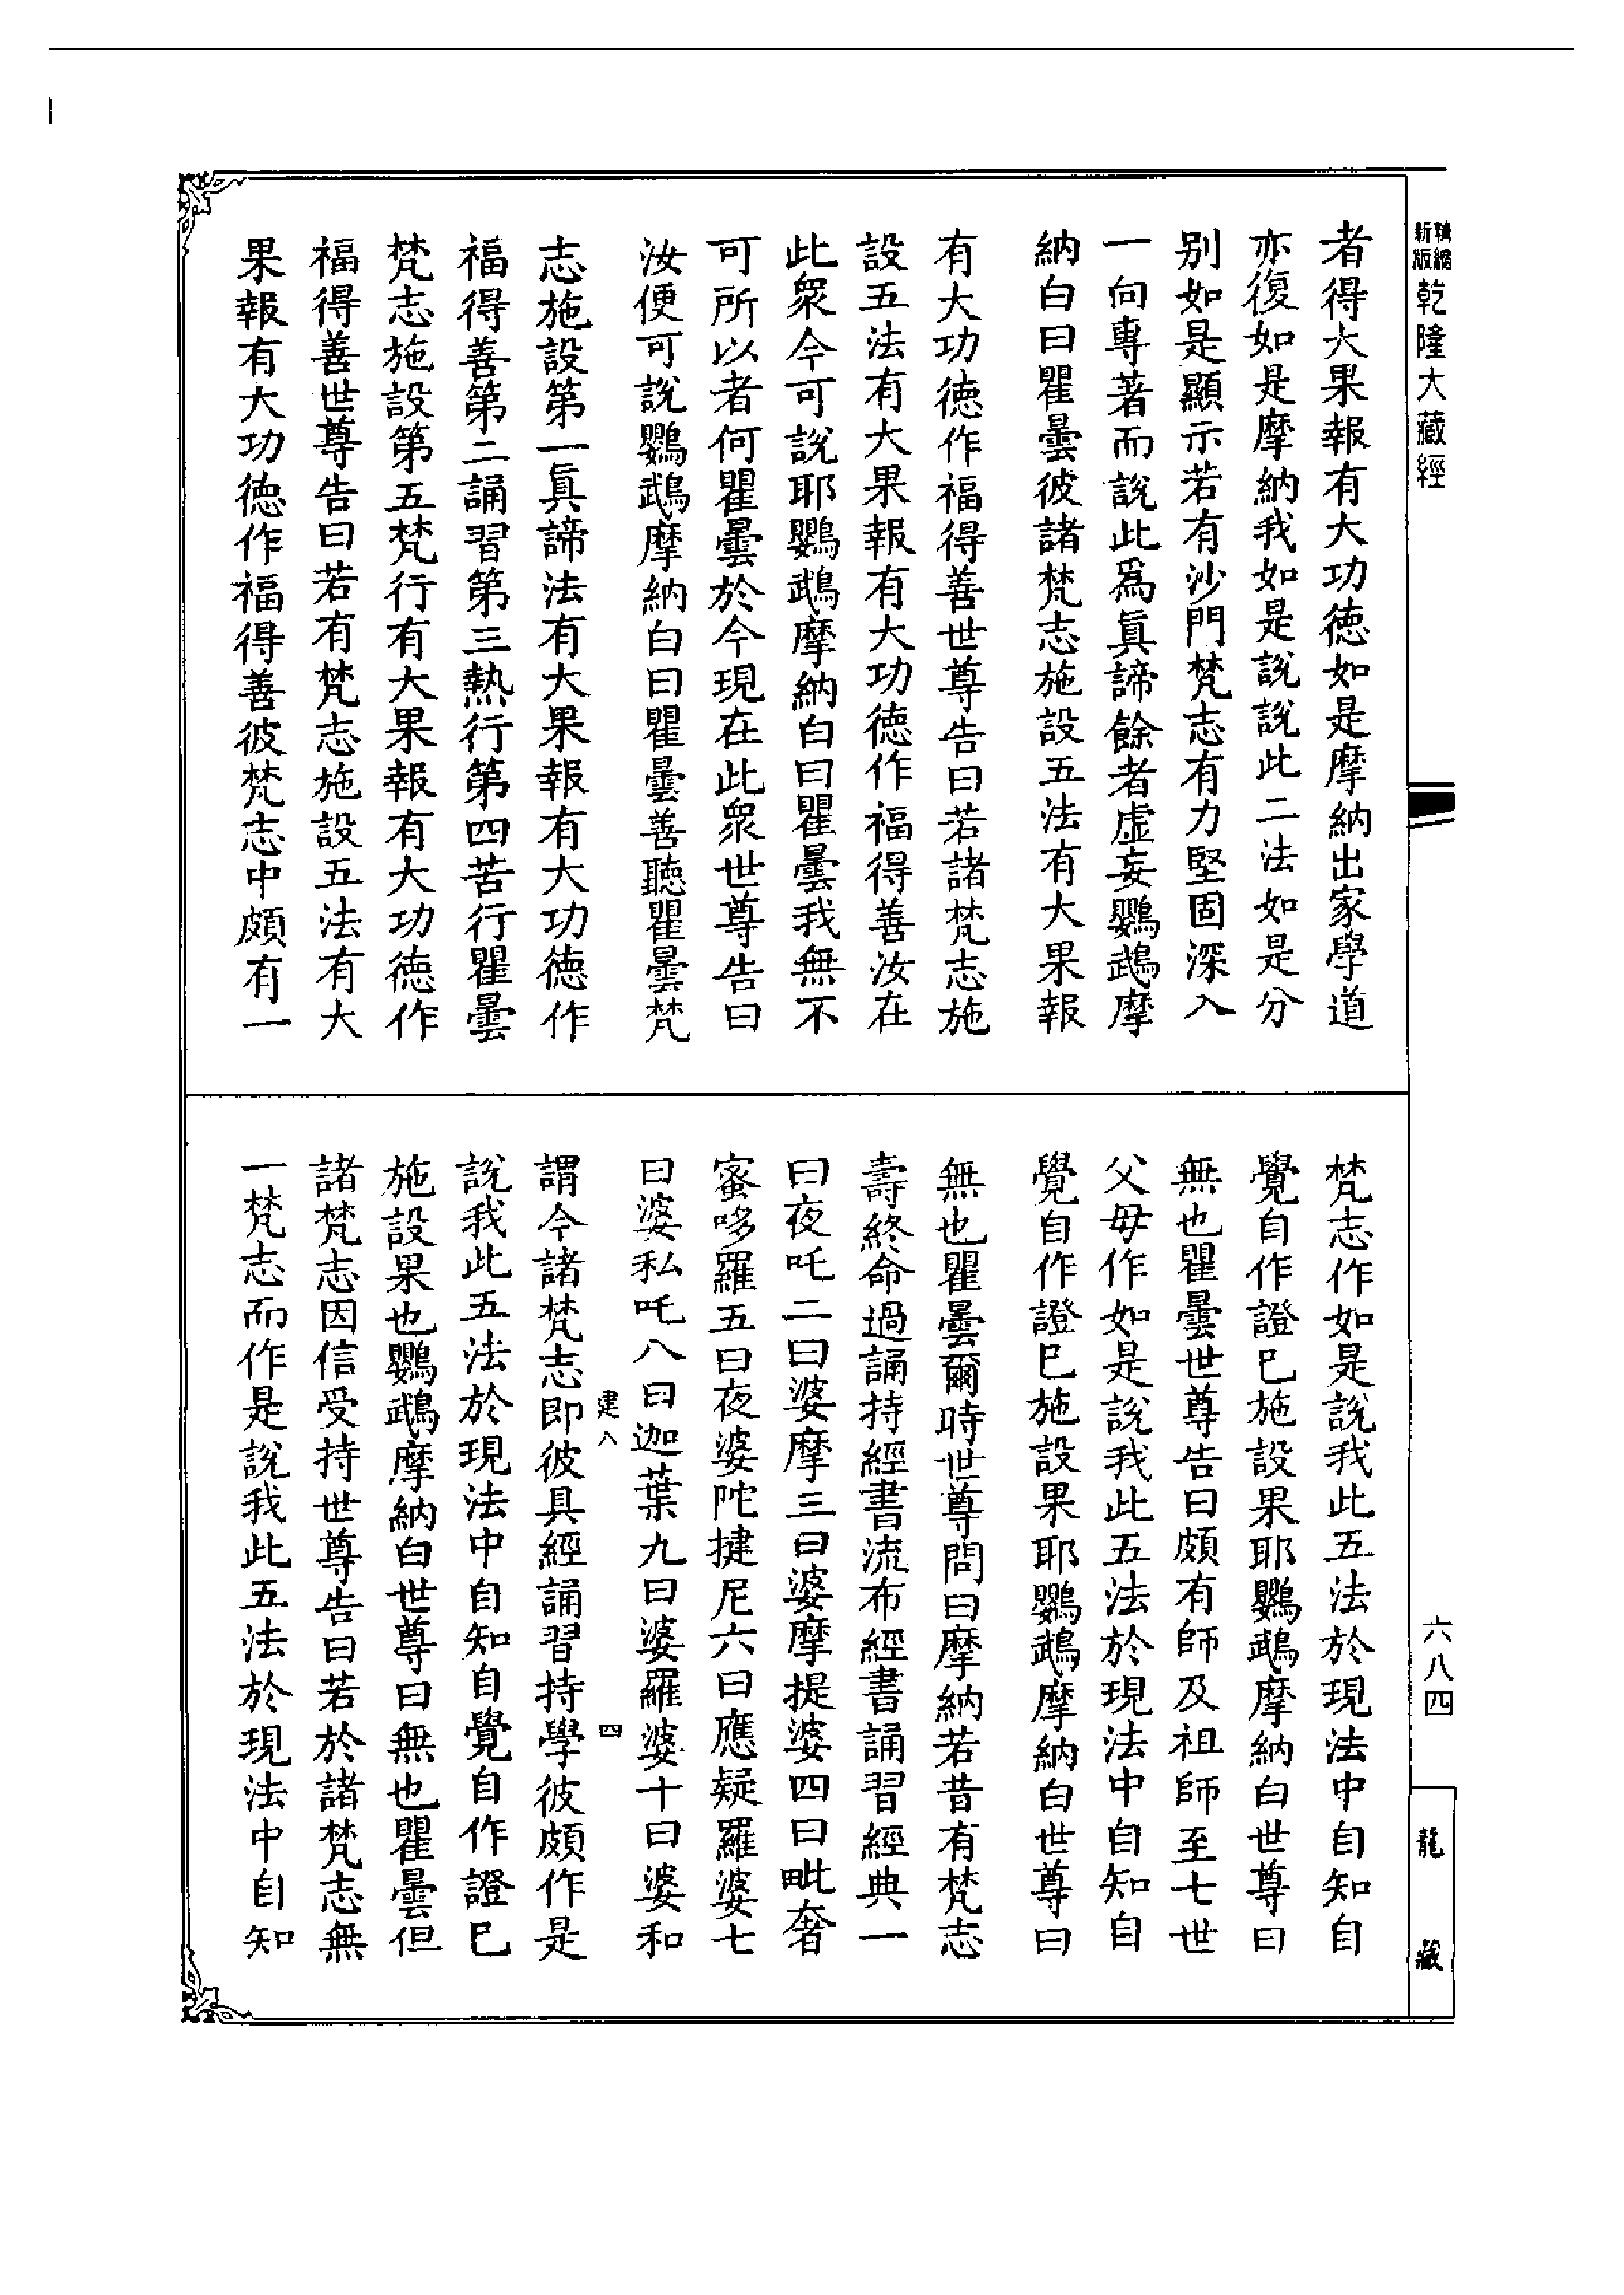 新版精縮乾隆大藏經
者得大果報有大功徳如是摩納出家學道
亦復如是摩納我如是說說此二法如是分
别如是顯示若有沙門梵志有力堅固深入
一向專著而說此爲眞諦餘者虛妄鸚鵡摩
納白曰瞿曇彼諸梵志施設五法有大果報
有大功徳作福得善世尊告曰若諸梵志施
設五法有大果報有大功徳作福得善汝在
此衆今可說耶鸚鵡摩納白曰瞿曇我無不
可所以者何瞿曇於今現在此衆世尊告曰
汝便可說鸚鵡摩納白曰瞿曇善聽瞿曇梵
志施設第一眞諦法有大果報有大功徳作
福得善第二誦習第三熱行第四苦行瞿曇
梵志施設第五梵行有大果報有大功徳作
福得善世尊告曰若有梵志施設五法有大
果報有大功徳作福得善彼梵志中頗有一
梵志作如是說我此五法於現法中自知自
覺自作證已施設果耶鸚鵡摩納白世尊曰
無也瞿曇世尊告曰頗有師及祖師至七世
父母作如是說我此五法於現法中自知自
覺自作證已施設果耶鸚鵡摩納白世尊曰
無也瞿曇爾時世尊問曰摩納若昔有梵志
壽終命過誦持經書流布經書誦習經典一
曰夜吒二曰婆摩三曰婆摩提婆四曰毗奢
蜜哆羅五曰夜婆陀揵尼六曰應疑羅婆七
曰婆私吒八曰迦葉九曰婆羅婆十曰婆和
建八
四
謂今諸梵志即彼具經誦習持學彼頗作是
說我此五法於現法中自知自覺自作證已
施設果也鸚鵡摩納白世尊曰無也瞿曇但
諸梵志因信受持世尊告曰若於諸梵志無
一梵志而作是說我此五法於現法中自知
六八四
龍藏